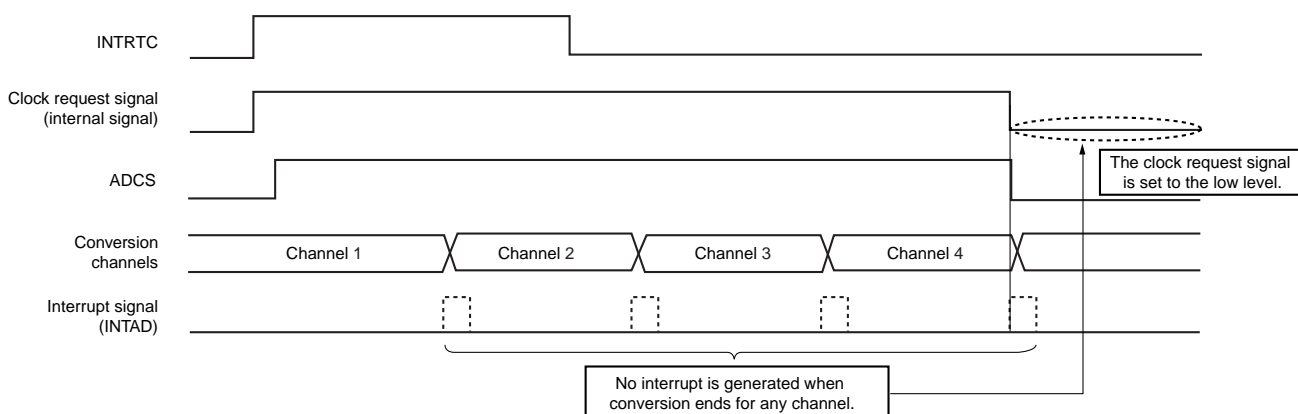 INTRTC
Clock request signal
(internal signal)
The clock request signal
is set to the low level.
ADCS
Conversion
channels
Channel 1
Channel 2
Channel 3
Channel 4
Interrupt signal
(INTAD)
No interrupt is generated when
conversion ends for any channel.